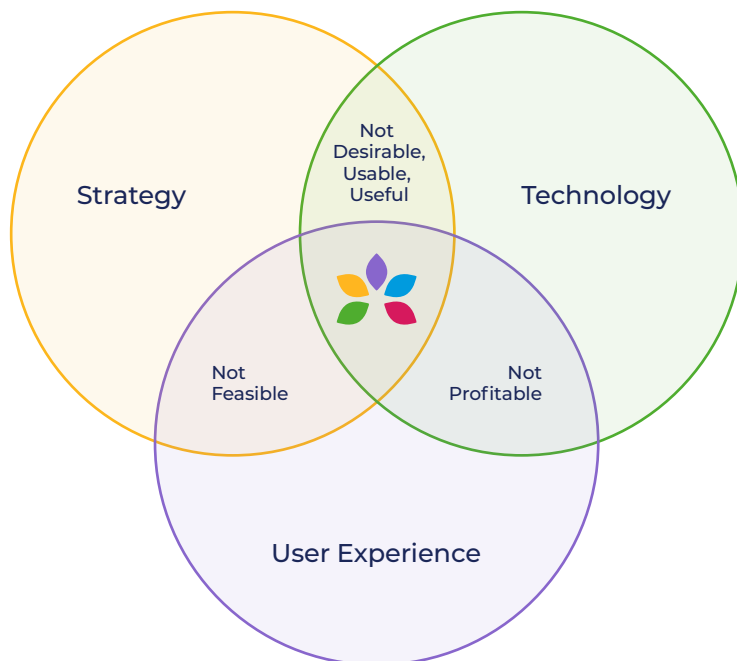 Not
Desirable,
Usable,
Useful
Strategy
Technology
Not
Feasible
Not
Profitable
User Experience